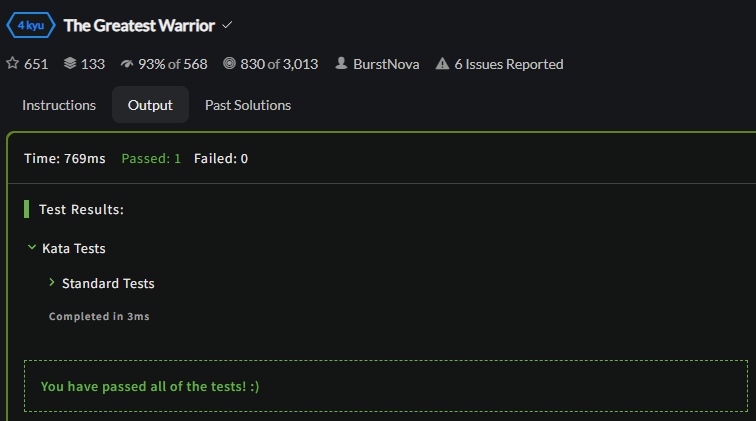 4 kyu The Greatest Warrior
651 133 93% of 568 830 of 3,013 BurstNova 6 Issues Reported
Instructions Output Past Solutions
Time: 769ms Passed: 1 Failed: 0
Test Results:
Kata Tests
Standard Tests
Completed in 3ms
You have passed all of the tests! :)